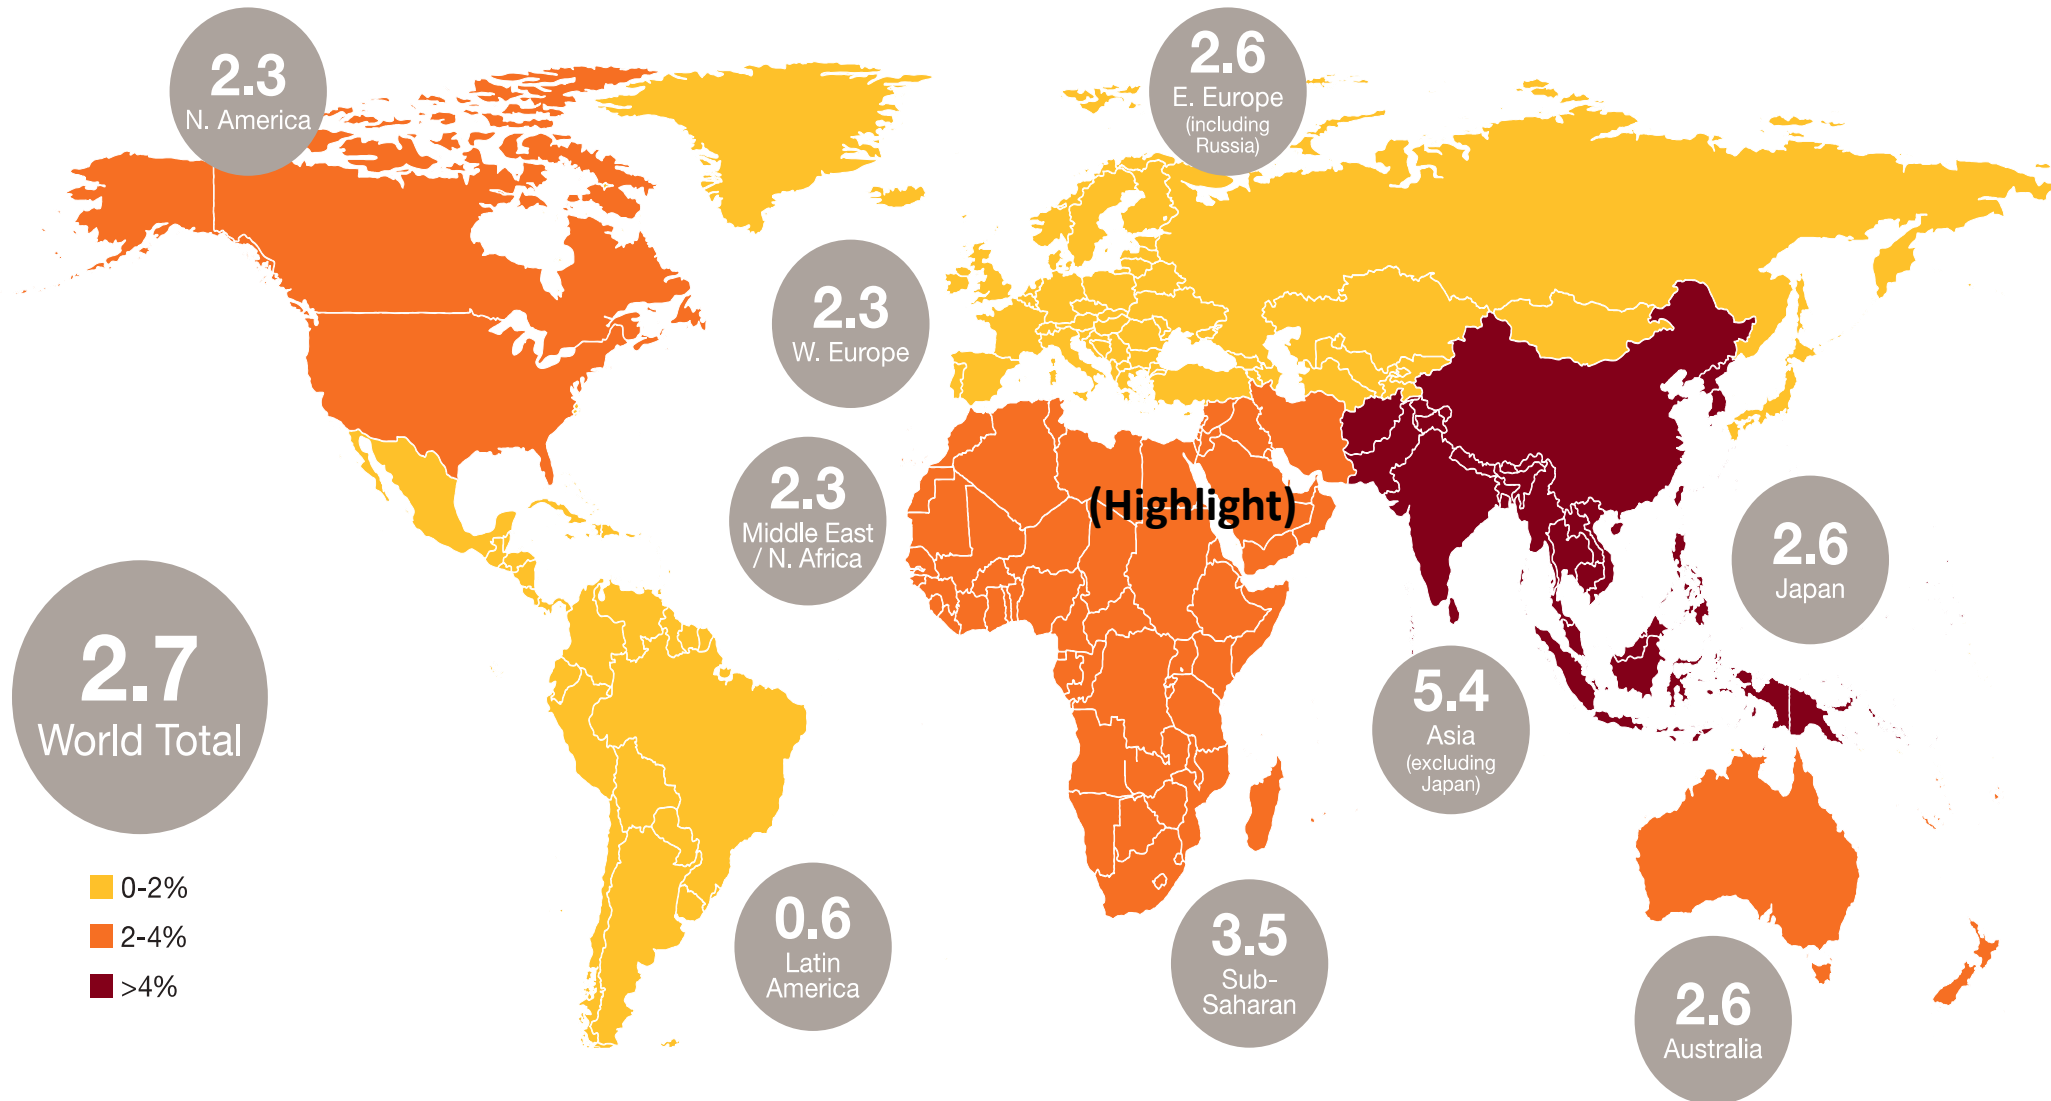 2.3
N. America
2.6
E. Europe
(including
Russia)
2.3
W. Europe
2.3
Middle East
/ N. Africa
(Highlight)
2.6
Japan
2.7
World Total
5.4
Asia
(excluding
Japan)
0-2%
2-4%
>4%
0.6
Latin
America
3.5
Sub-
Saharan
2.6
Australia